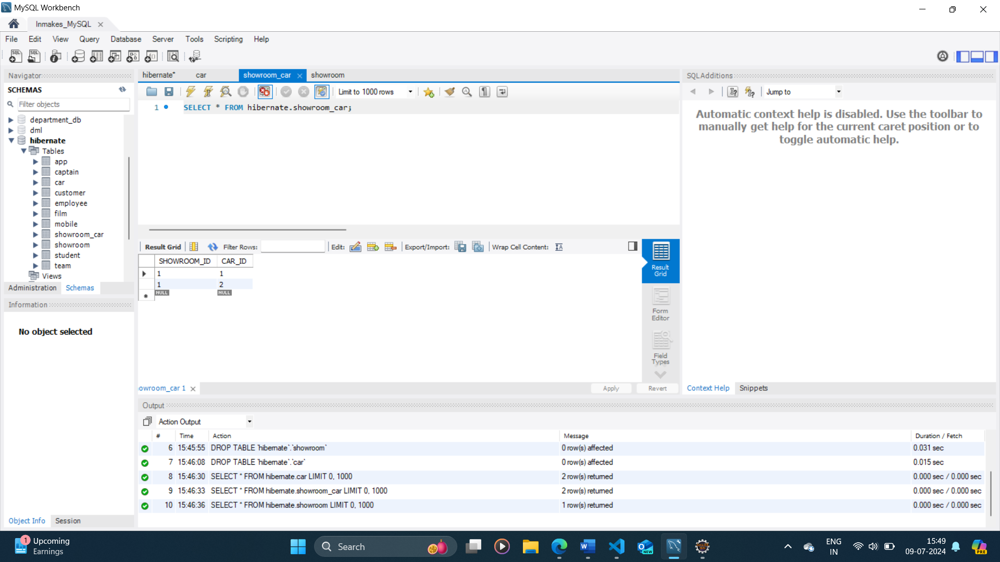 MySQL Workbench
Inmakes_MySQL
File Edit View Query Database Server Tools Scripting Help
Navigator
SCHEMAS
Filter objects
department_db
dml
hibernate
Tables
app
captain
car
customer
employee
film
mobile
showroom_car
showroom
student
team
Views
Administration Schemas
Information
No object selected
Object Info Session
hibernate* car showroom_car showroom
Limit to 1000 rows
1 SELECT * FROM hibernate.showroom_car;
Result Grid Filter Rows: Edit: Export/Import: Wrap Cell Content:
SHOWROOM_ID CAR_ID
1 1
1 2
NULL NULL
Result
Grid
Form
Editor
Field
Types
owroom_car 1
Apply Revert
SQLAdditions
Jump to
Automatic context help is disabled. Use the toolbar to
manually get help for the current caret position or to
toggle automatic help.
Context Help Snippets
Output
Action Output
# Time Action Message Duration / Fetch
6 15:45:55 DROP TABLE `hibernate`.`showroom` 0 row(s) affected 0.031 sec
7 15:46:08 DROP TABLE `hibernate`.`car` 0 row(s) affected 0.015 sec
8 15:46:30 SELECT * FROM hibernate.car LIMIT 0, 1000 2 row(s) returned 0.000 sec / 0.000 sec
9 15:46:33 SELECT * FROM hibernate.showroom_car LIMIT 0, 1000 2 row(s) returned 0.000 sec / 0.000 sec
10 15:46:36 SELECT * FROM hibernate.showroom LIMIT 0, 1000 1 row(s) returned 0.000 sec / 0.000 sec
1 Upcoming
Earnings
Search
NEW
ENG
IN
15:49
09-07-2024
PRE